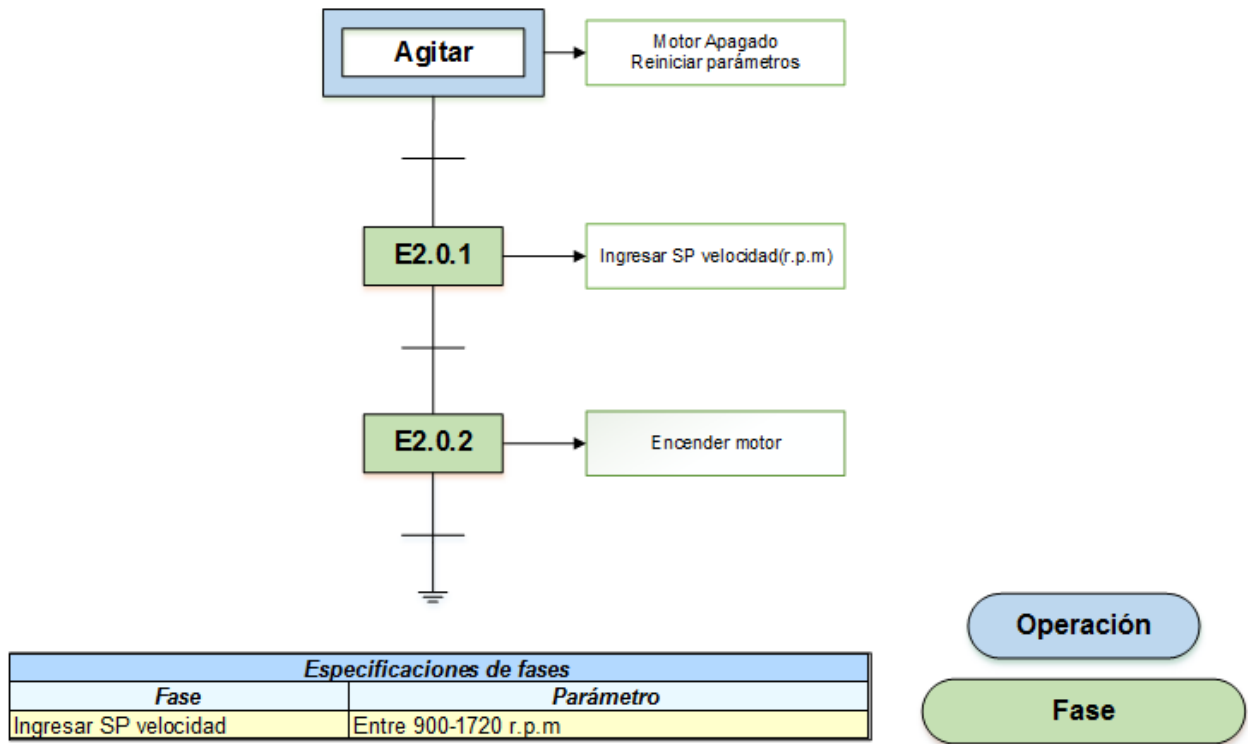 Agitar
Motor Apagado
Reiniciar parámetros
E2.0.1
Ingresar SP velocidad(r.p.m)
E2.0.2
Encender motor
Operación
Especificaciones de fases
Fase
Parámetro
Ingresar SP velocidad
Entre 900-1720 r.p.m
Fase